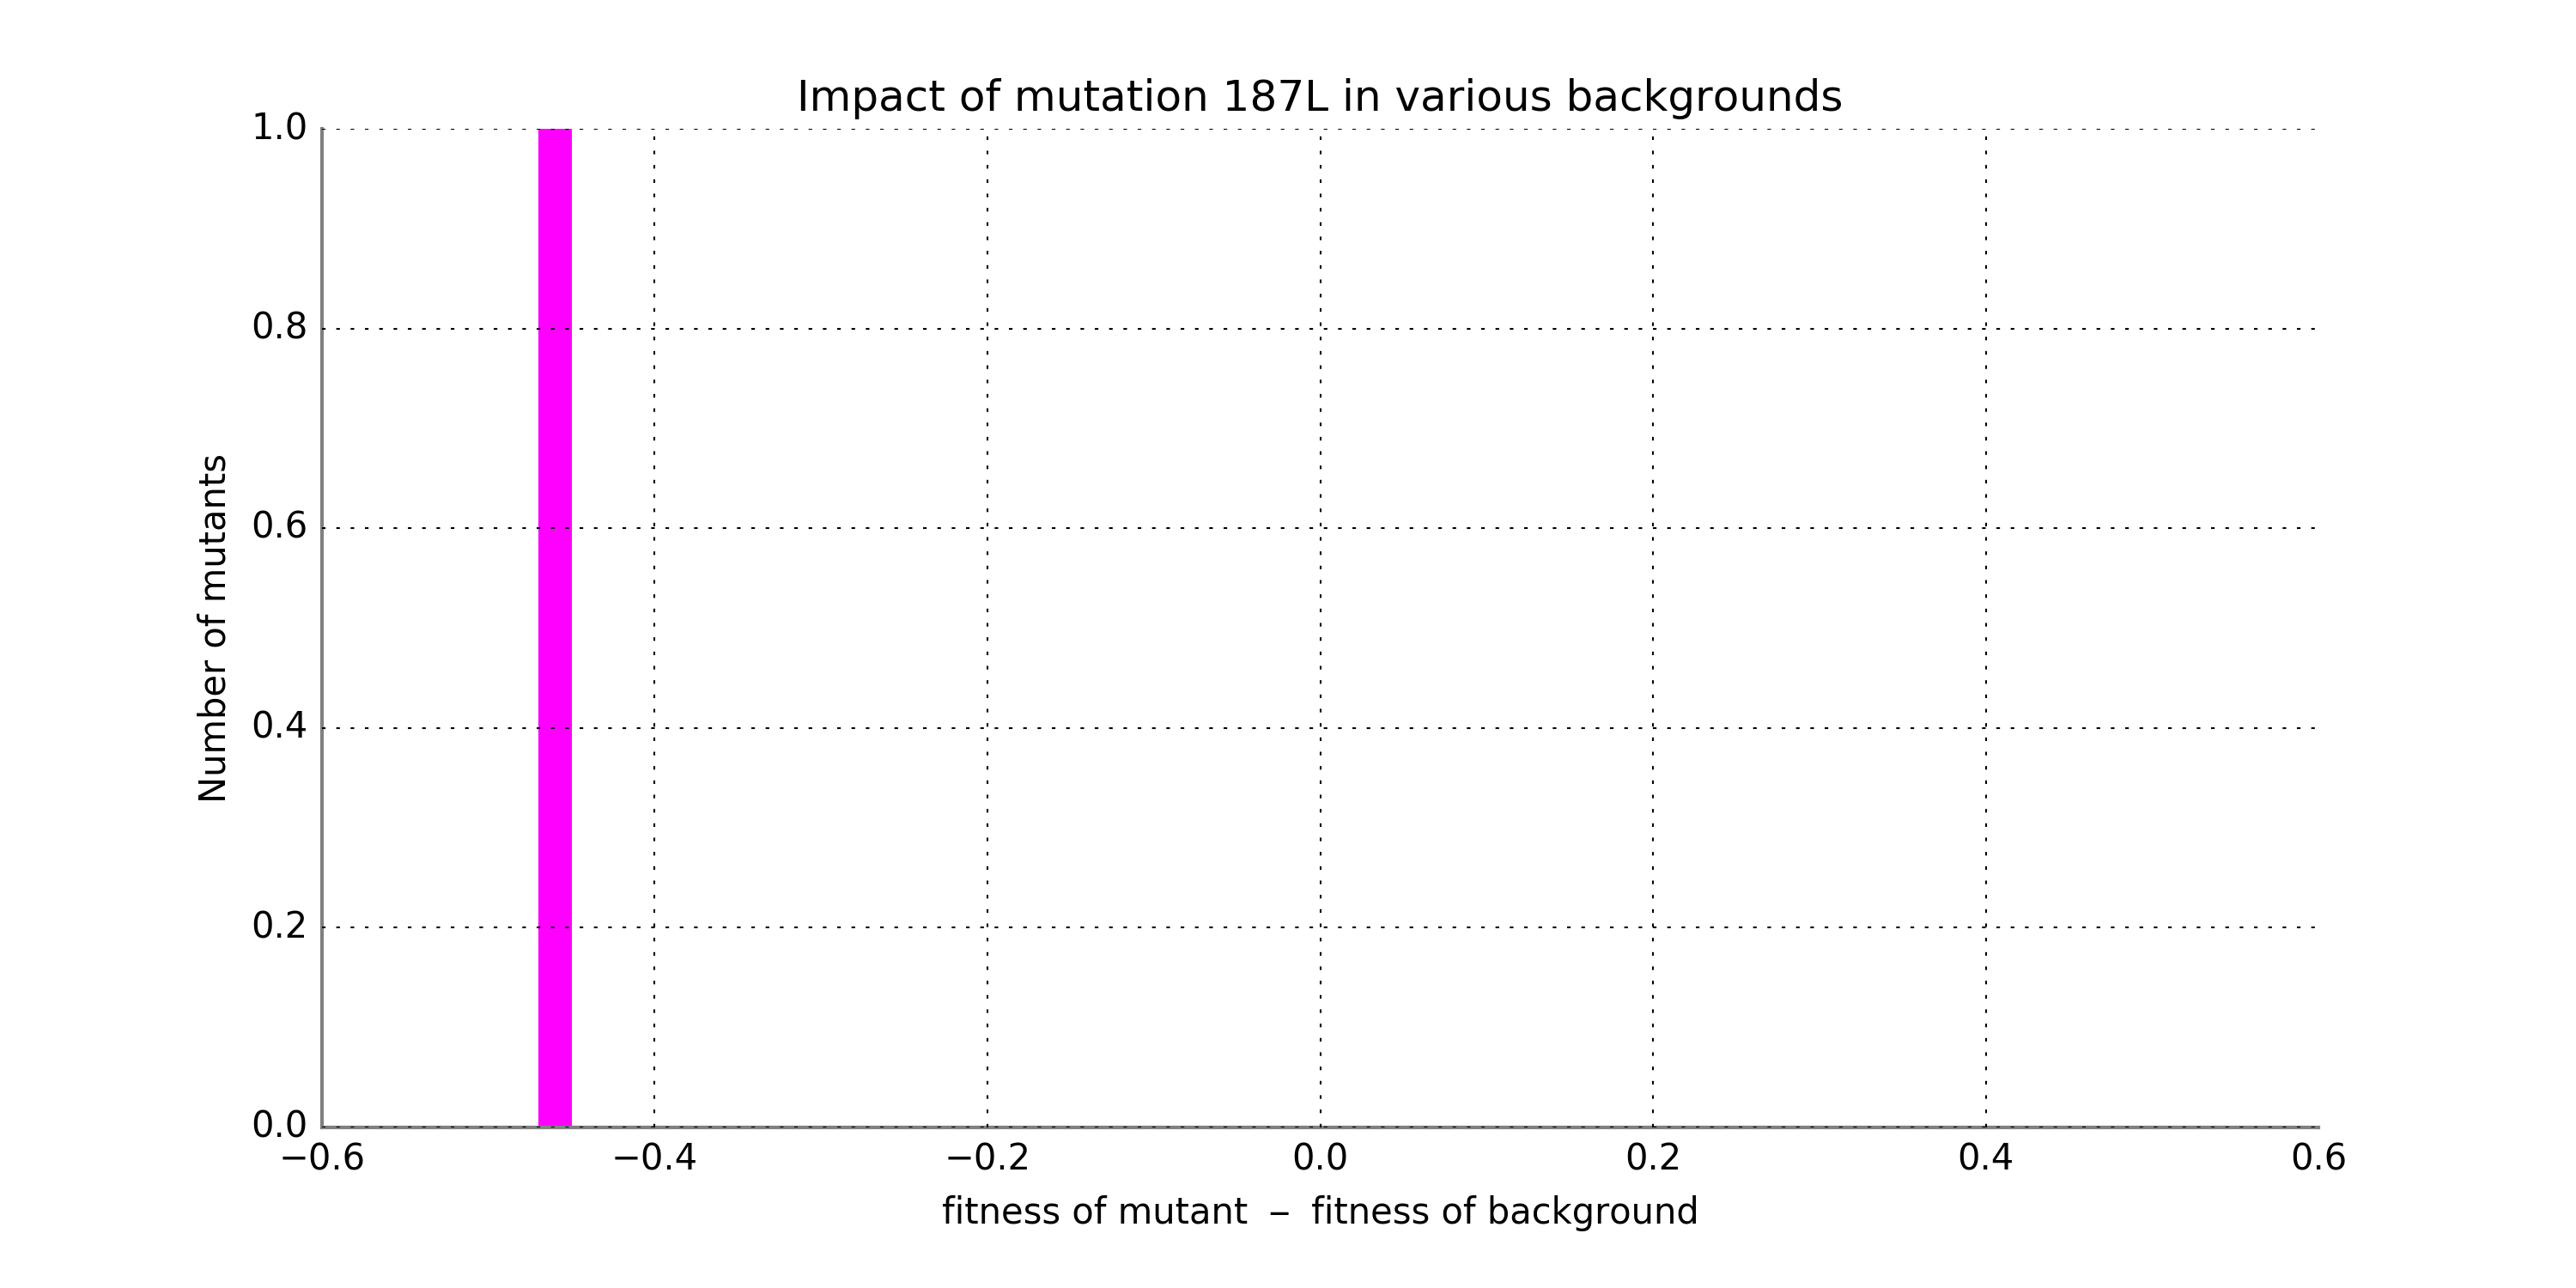 Impact of mutation 187L in various backgrounds
1.0
0.8
0.6
0.4
0.2
0.0
Number of mutants
−0.6 −0.4 −0.2 0.0 0.2 0.4 0.6
fitness of mutant − fitness of background